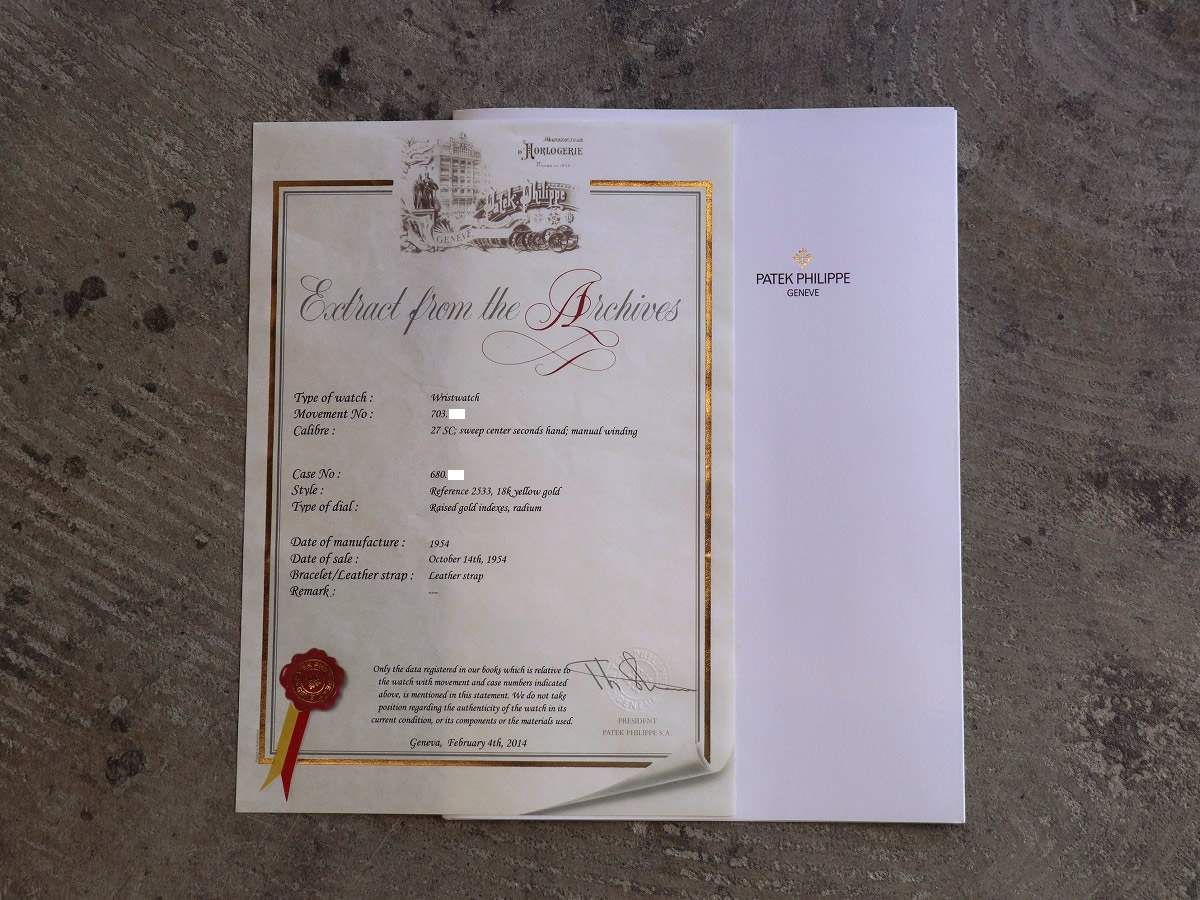 MANUFACTURE
D'HORLOGERIE
Patek Philippe
GENÈVE
Extract from the Archives
Type of watch : Wristwatch
Movement No : 703.
Calibre : 27 SC; sweep center seconds hand; manual winding
Case No : 680.
Style : Reference 2533, 18k yellow gold
Type of dial : Raised gold indexes, radium
Date of manufacture : 1954
Date of sale : October 14th, 1954
Bracelet/Leather strap : Leather strap
Remark : ---
Only the data registered in our books which is relative to
the watch with movement and case numbers indicated
above, is mentioned in this statement. We do not take
position regarding the authenticity of the watch in its
current condition, or its components or the materials used.
Geneva, February 4th, 2014
PRESIDENT
PATEK PHILIPPE S.A.
PATEK PHILIPPE
GENEVE